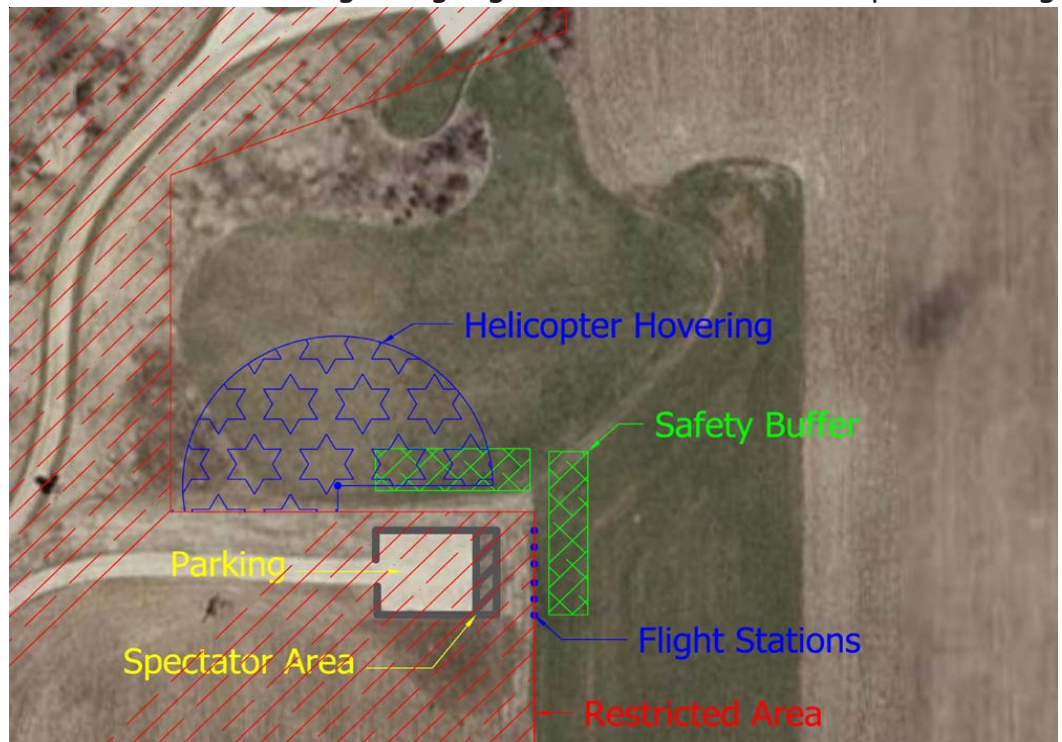 Helicopter Hovering
Safety Buffer
Parking
Flight Stations
Spectator Area
Restricted Area